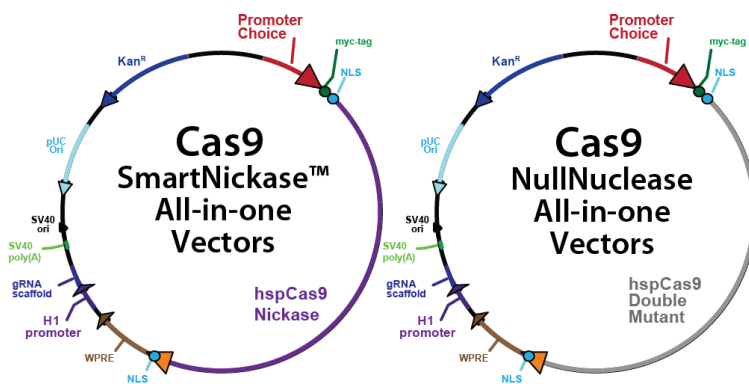 Promoter
Choice
myc-tag
NLS
Kanᴿ
pUC
Ori
SV40
ori
SV40
poly(A)
gRNA
scaffold
H1
promoter
WPRE
NLS
Cas9
SmartNickase™
All-in-one
Vectors
hspCas9
Nickase
Promoter
Choice
myc-tag
NLS
Kanᴿ
pUC
Ori
SV40
ori
SV40
poly(A)
gRNA
scaffold
H1
promoter
WPRE
NLS
Cas9
NullNuclease
All-in-one
Vectors
hspCas9
Double
Mutant